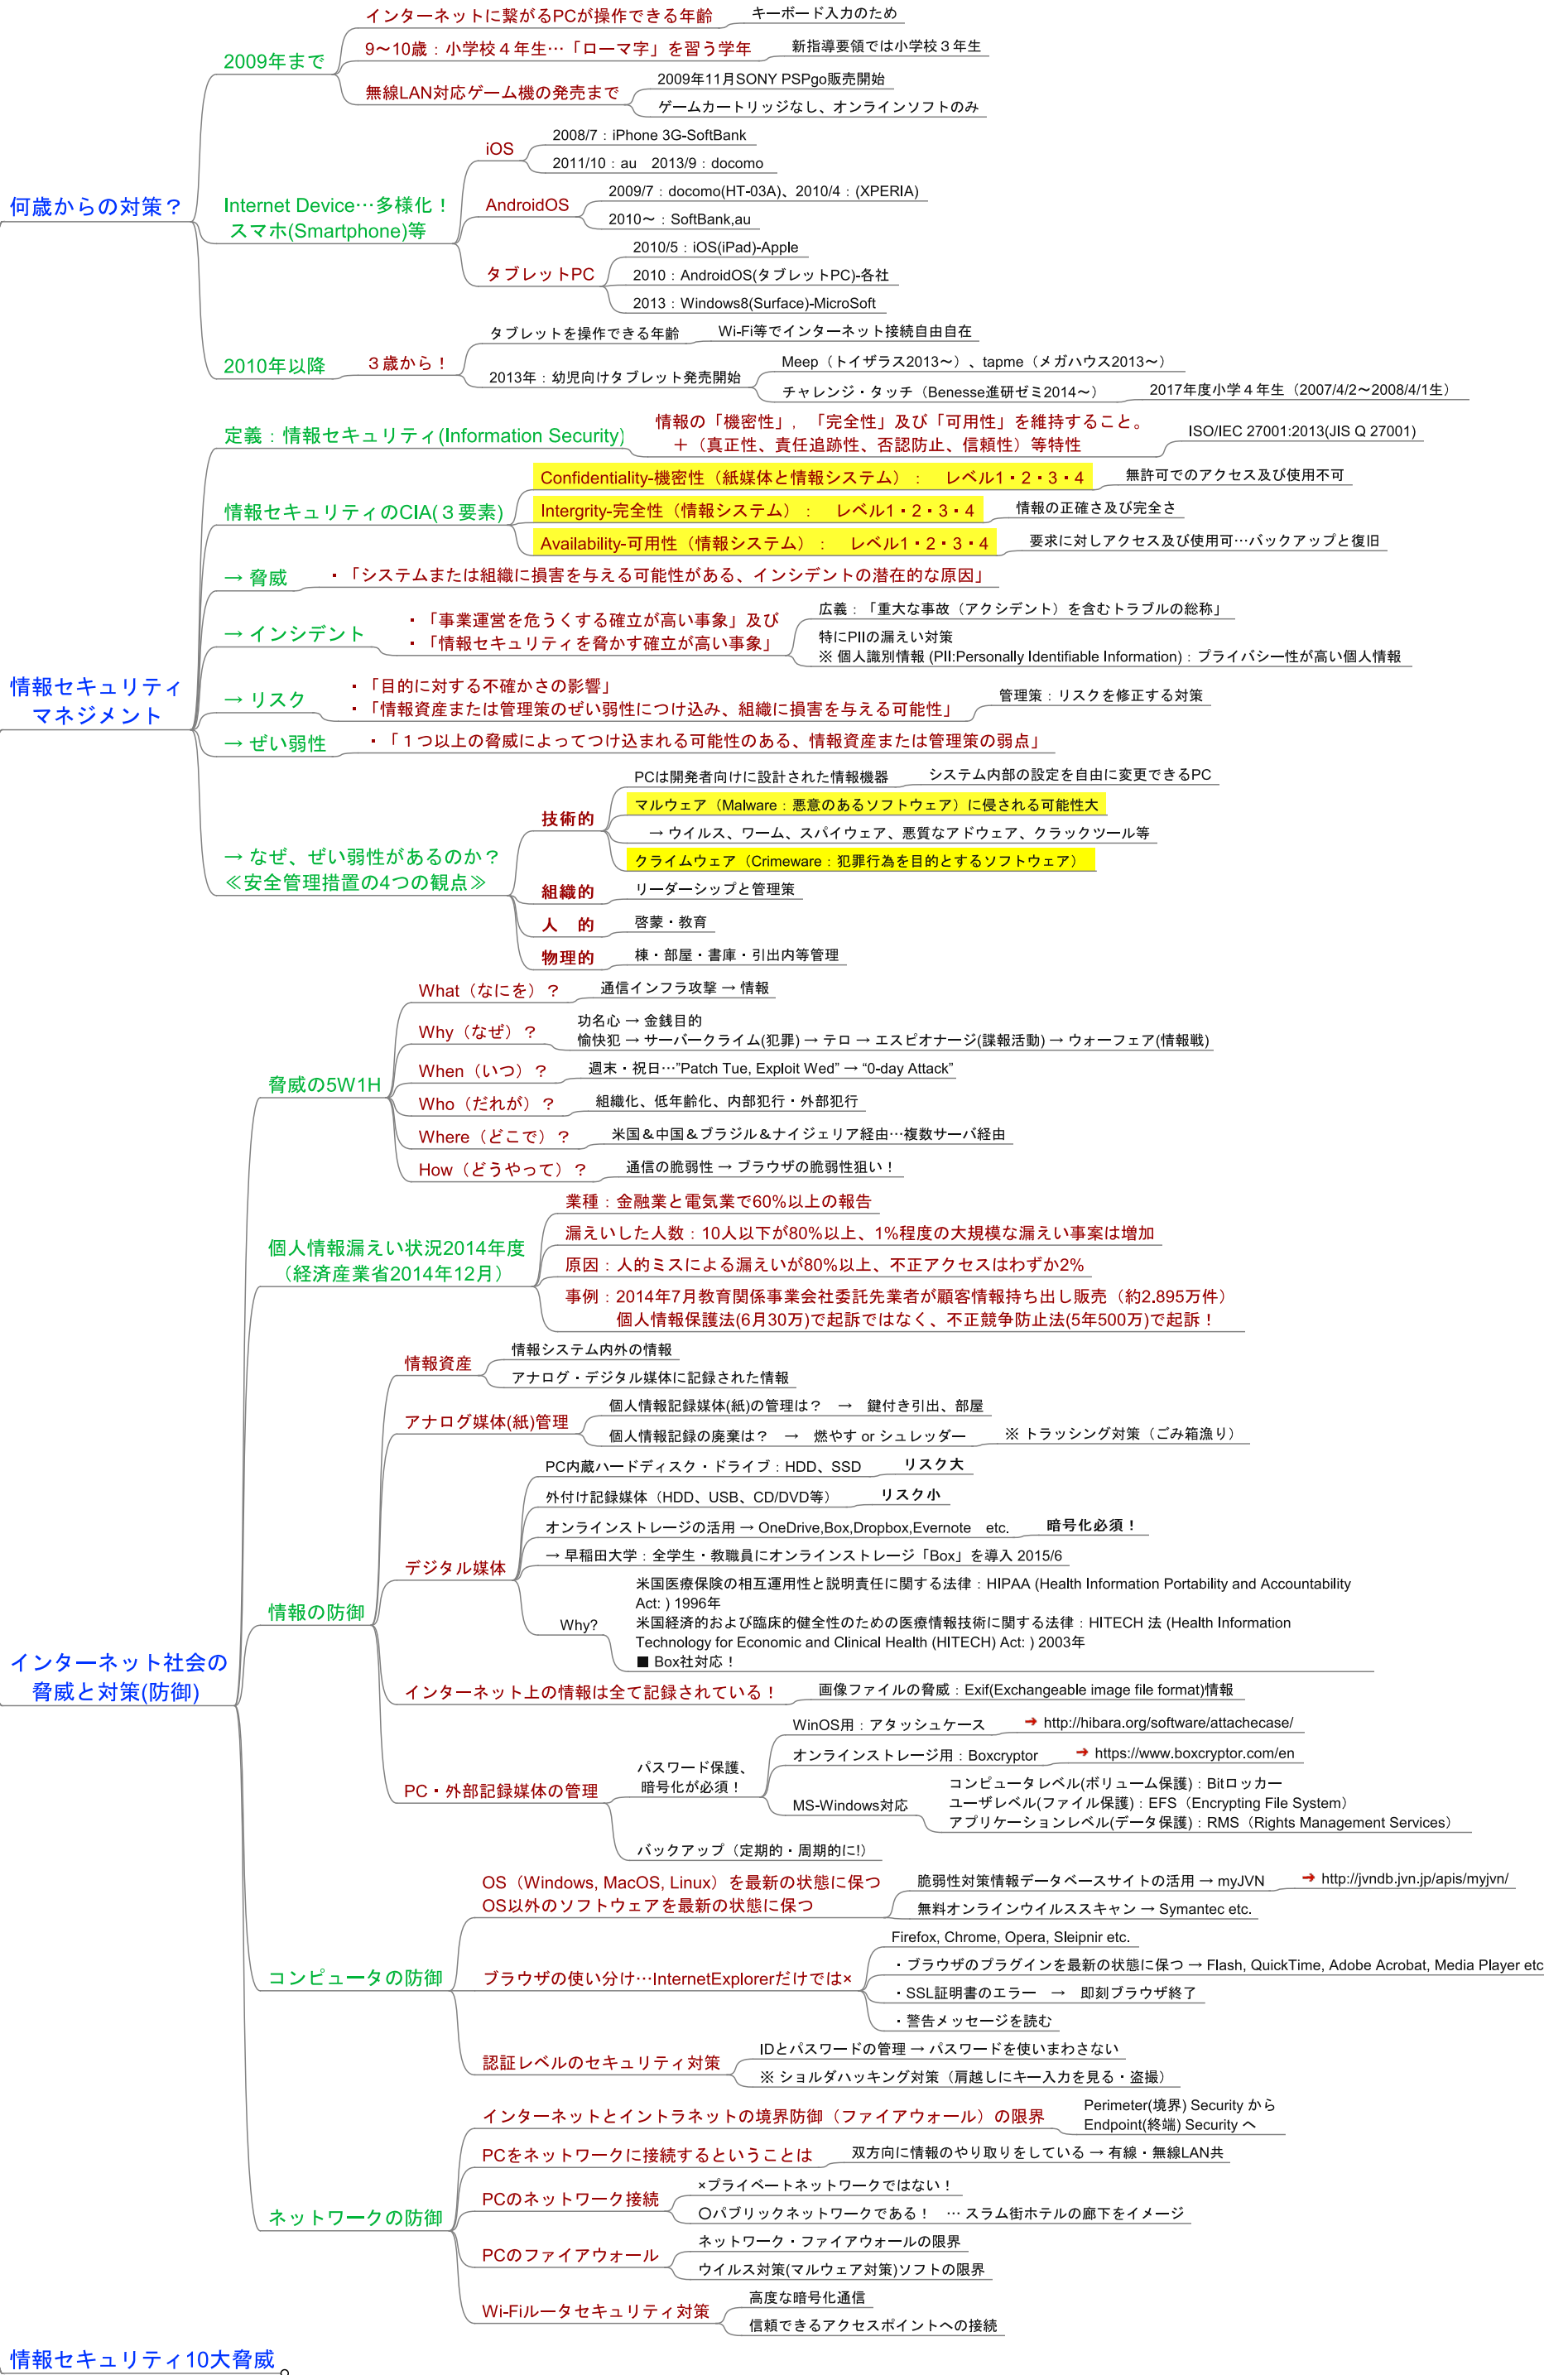 何歳からの対策？
2009年まで
インターネットに繋がるPCが操作できる年齢
キーボード入力のため
9〜10歳：小学校４年生…「ローマ字」を習う学年
新指導要領では小学校３年生
無線LAN対応ゲーム機の発売まで
2009年11月SONY PSPgo販売開始
ゲームカートリッジなし、オンラインソフトのみ
Internet Device…多様化！
スマホ(Smartphone)等
iOS
2008/7：iPhone 3G-SoftBank
2011/10：au　2013/9：docomo
AndroidOS
2009/7：docomo(HT-03A)、2010/4：(XPERIA)
2010〜：SoftBank,au
タブレットPC
2010/5：iOS(iPad)-Apple
2010：AndroidOS(タブレットPC)-各社
2013：Windows8(Surface)-MicroSoft
2010年以降
３歳から！
タブレットを操作できる年齢
Wi-Fi等でインターネット接続自由自在
2013年：幼児向けタブレット発売開始
Meep（トイザラス2013〜）、tapme（メガハウス2013〜）
チャレンジ・タッチ（Benesse進研ゼミ2014〜）
2017年度小学４年生（2007/4/2〜2008/4/1生）
情報セキュリティ
マネジメント
定義：情報セキュリティ(Information Security)
情報の「機密性」，「完全性」及び「可用性」を維持すること。
＋（真正性、責任追跡性、否認防止、信頼性）等特性
ISO/IEC 27001:2013(JIS Q 27001)
情報セキュリティのCIA(３要素)
Confidentiality-機密性（紙媒体と情報システム）：　レベル1・2・3・4
無許可でのアクセス及び使用不可
Intergrity-完全性（情報システム）：　レベル1・2・3・4
情報の正確さ及び完全さ
Availability-可用性（情報システム）：　レベル1・2・3・4
要求に対しアクセス及び使用可…バックアップと復旧
→ 脅威
・「システムまたは組織に損害を与える可能性がある、インシデントの潜在的な原因」
→ インシデント
・「事業運営を危うくする確立が高い事象」及び
・「情報セキュリティを脅かす確立が高い事象」
広義：「重大な事故（アクシデント）を含むトラブルの総称」
特にPIIの漏えい対策
※ 個人識別情報 (PII:Personally Identifiable Information)：プライバシー性が高い個人情報
→ リスク
・「目的に対する不確かさの影響」
・「情報資産または管理策のぜい弱性につけ込み、組織に損害を与える可能性」
管理策：リスクを修正する対策
→ ぜい弱性
・「１つ以上の脅威によってつけ込まれる可能性のある、情報資産または管理策の弱点」
→ なぜ、ぜい弱性があるのか？
≪安全管理措置の4つの観点≫
技術的
PCは開発者向けに設計された情報機器
システム内部の設定を自由に変更できるPC
マルウェア（Malware：悪意のあるソフトウェア）に侵される可能性大
→ ウイルス、ワーム、スパイウェア、悪質なアドウェア、クラックツール等
クライムウェア（Crimeware：犯罪行為を目的とするソフトウェア）
組織的
リーダーシップと管理策
人　的
啓蒙・教育
物理的
棟・部屋・書庫・引出内等管理
インターネット社会の
脅威と対策(防御)
脅威の5W1H
What（なにを）？
通信インフラ攻撃 → 情報
Why（なぜ）？
功名心 → 金銭目的
愉快犯 → サーバークライム(犯罪) → テロ → エスピオナージ(諜報活動) → ウォーフェア(情報戦)
When（いつ）？
週末・祝日…”Patch Tue, Exploit Wed” → “0-day Attack”
Who（だれが）？
組織化、低年齢化、内部犯行・外部犯行
Where（どこで）？
米国＆中国＆ブラジル＆ナイジェリア経由…複数サーバ経由
How（どうやって）？
通信の脆弱性 → ブラウザの脆弱性狙い！
個人情報漏えい状況2014年度
（経済産業省2014年12月）
業種：金融業と電気業で60%以上の報告
漏えいした人数：10人以下が80%以上、1%程度の大規模な漏えい事案は増加
原因：人的ミスによる漏えいが80%以上、不正アクセスはわずか2%
事例：2014年7月教育関係事業会社委託先業者が顧客情報持ち出し販売（約2.895万件）
個人情報保護法(6月30万)で起訴ではなく、不正競争防止法(5年500万)で起訴！
情報の防御
情報資産
情報システム内外の情報
アナログ・デジタル媒体に記録された情報
アナログ媒体(紙)管理
個人情報記録媒体(紙)の管理は？　→　鍵付き引出、部屋
個人情報記録の廃棄は？　→　燃やす or シュレッダー
※ トラッシング対策（ごみ箱漁り）
デジタル媒体
PC内蔵ハードディスク・ドライブ：HDD、SSD
リスク大
外付け記録媒体（HDD、USB、CD/DVD等）
リスク小
オンラインストレージの活用 → OneDrive,Box,Dropbox,Evernote　etc.
暗号化必須！
→ 早稲田大学：全学生・教職員にオンラインストレージ「Box」を導入 2015/6
Why?
米国医療保険の相互運用性と説明責任に関する法律：HIPAA (Health Information Portability and Accountability
Act: ) 1996年
米国経済的および臨床的健全性のための医療情報技術に関する法律：HITECH 法 (Health Information
Technology for Economic and Clinical Health (HITECH) Act: ) 2003年
■ Box社対応！
インターネット上の情報は全て記録されている！
画像ファイルの脅威：Exif(Exchangeable image file format)情報
PC・外部記録媒体の管理
パスワード保護、
暗号化が必須！
WinOS用：アタッシュケース
➜ http://hibara.org/software/attachecase/
オンラインストレージ用：Boxcryptor
➜ https://www.boxcryptor.com/en
MS-Windows対応
コンピュータレベル(ボリューム保護)：Bitロッカー
ユーザレベル(ファイル保護)：EFS（Encrypting File System）
アプリケーションレベル(データ保護)：RMS（Rights Management Services）
バックアップ（定期的・周期的に!）
コンピュータの防御
OS（Windows, MacOS, Linux）を最新の状態に保つ
OS以外のソフトウェアを最新の状態に保つ
脆弱性対策情報データベースサイトの活用 → myJVN
➜ http://jvndb.jvn.jp/apis/myjvn/
無料オンラインウイルススキャン → Symantec etc.
ブラウザの使い分け…InternetExplorerだけでは×
Firefox, Chrome, Opera, Sleipnir etc.
・ブラウザのプラグインを最新の状態に保つ → Flash, QuickTime, Adobe Acrobat, Media Player etc
・SSL証明書のエラー　→　即刻ブラウザ終了
・警告メッセージを読む
認証レベルのセキュリティ対策
IDとパスワードの管理 → パスワードを使いまわさない
※ ショルダハッキング対策（肩越しにキー入力を見る・盗撮）
ネットワークの防御
インターネットとイントラネットの境界防御（ファイアウォール）の限界
Perimeter(境界) Security から
Endpoint(終端) Security へ
PCをネットワークに接続するということは
双方向に情報のやり取りをしている → 有線・無線LAN共
PCのネットワーク接続
×プライベートネットワークではない！
〇パブリックネットワークである！　… スラム街ホテルの廊下をイメージ
PCのファイアウォール
ネットワーク・ファイアウォールの限界
ウイルス対策(マルウェア対策)ソフトの限界
Wi-Fiルータセキュリティ対策
高度な暗号化通信
信頼できるアクセスポイントへの接続
情報セキュリティ10大脅威